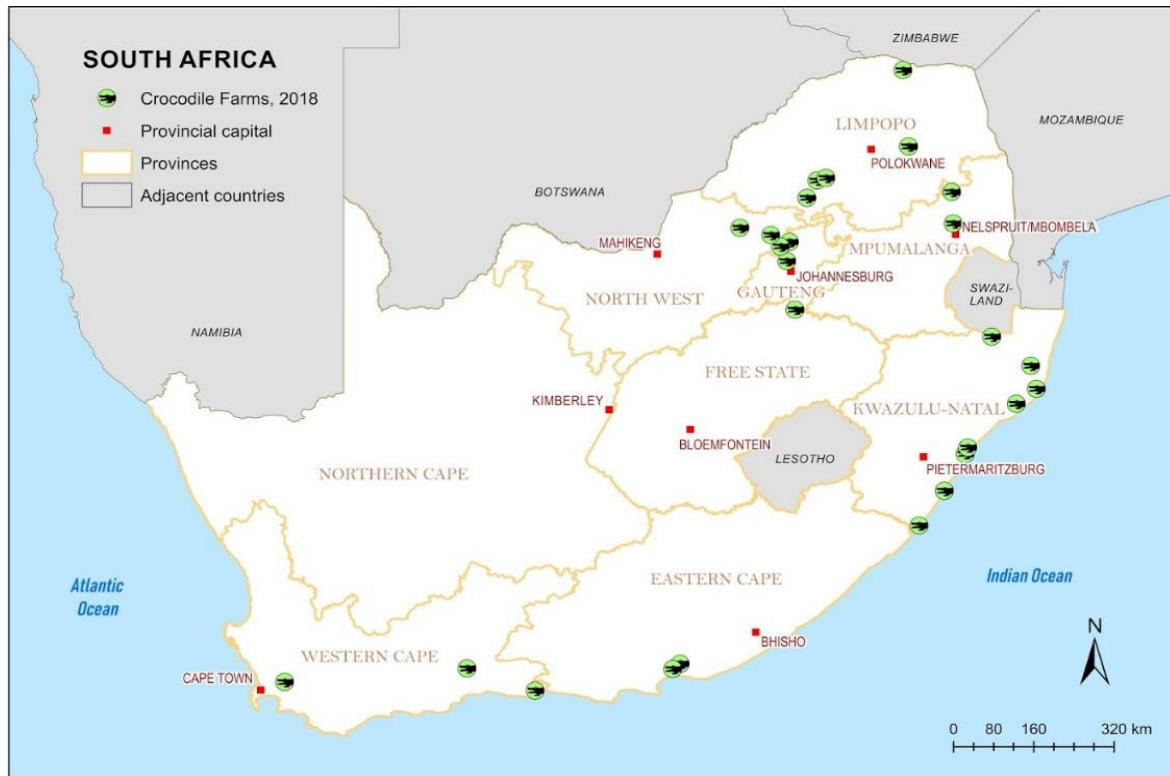 SOUTH AFRICA
Crocodile Farms, 2018
Provincial capital
Provinces
Adjacent countries
ZIMBABWE
MOZAMBIQUE
LIMPOPO
POLOKWANE
BOTSWANA
NELSPRUIT/MBOMBELA
MAHIKENG
MPUMALANGA
JOHANNESBURG
NORTH WEST
GAUTENG
SWAZI-
LAND
NAMIBIA
FREE STATE
KIMBERLEY
KWAZULU-NATAL
BLOEMFONTEIN
LESOTHO
PIETERMARITZBURG
NORTHERN CAPE
Atlantic
Ocean
EASTERN CAPE
Indian Ocean
BHISHO
WESTERN CAPE
CAPE TOWN
N
0 80 160 320 km